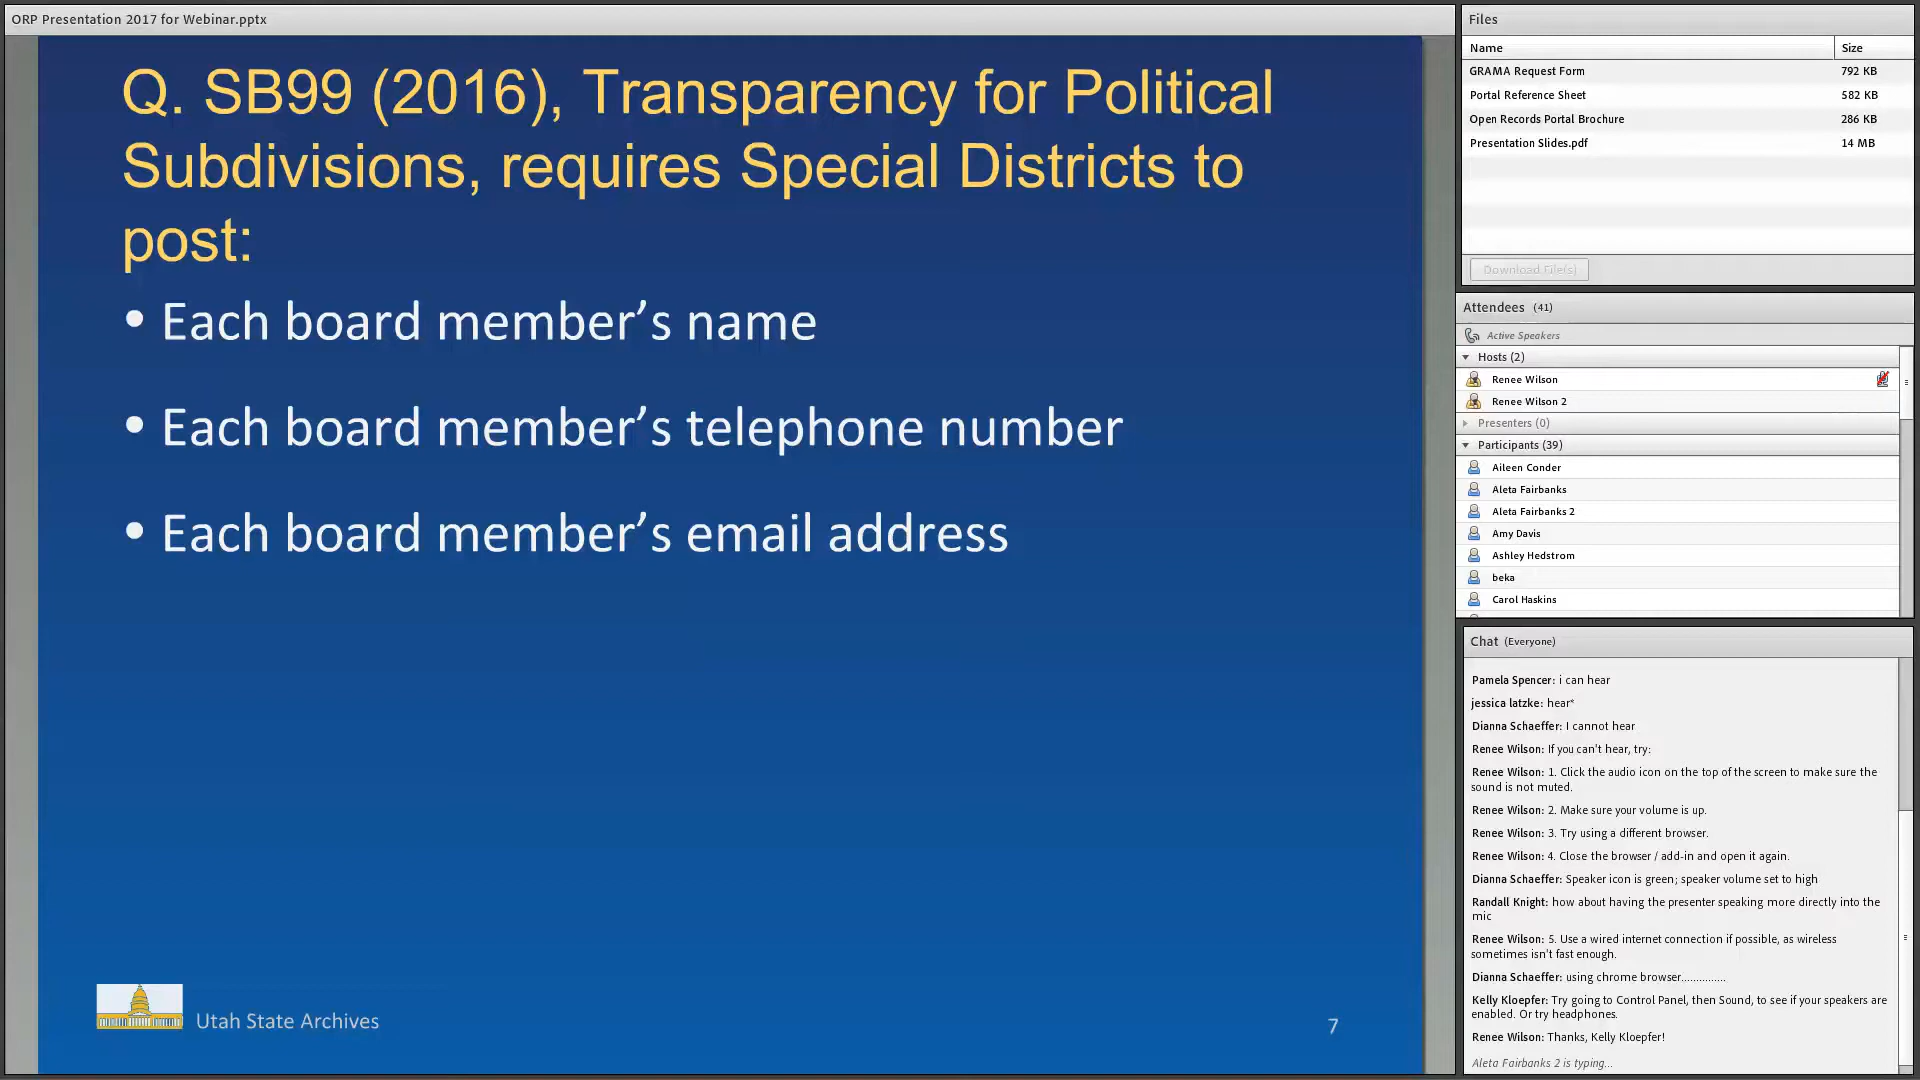 ORP Presentation 2017 for Webinar.pptx
Q. SB99 (2016), Transparency for Political
Subdivisions, requires Special Districts to
post:
• Each board member’s name
• Each board member’s telephone number
• Each board member’s email address
Utah State Archives
7
Files
Name Size
GRAMA Request Form 792 KB
Portal Reference Sheet 582 KB
Open Records Portal Brochure 286 KB
Presentation Slides.pdf 14 MB
Download File(s)
Attendees (41)
Active Speakers
Hosts (2)
Renee Wilson
Renee Wilson 2
Presenters (0)
Participants (39)
Aileen Conder
Aleta Fairbanks
Aleta Fairbanks 2
Amy Davis
Ashley Hedstrom
beka
Carol Haskins
Chat (Everyone)
Pamela Spencer: i can hear
jessica latzke: hear*
Dianna Schaeffer: I cannot hear
Renee Wilson: If you can't hear, try:
Renee Wilson: 1. Click the audio icon on the top of the screen to make sure the
sound is not muted.
Renee Wilson: 2. Make sure your volume is up.
Renee Wilson: 3. Try using a different browser.
Renee Wilson: 4. Close the browser / add-in and open it again.
Dianna Schaeffer: Speaker icon is green; speaker volume set to high
Randall Knight: how about having the presenter speaking more directly into the
mic
Renee Wilson: 5. Use a wired internet connection if possible, as wireless
sometimes isn't fast enough.
Dianna Schaeffer: using chrome browser...............
Kelly Kloepfer: Try going to Control Panel, then Sound, to see if your speakers are
enabled. Or try headphones.
Renee Wilson: Thanks, Kelly Kloepfer!
Aleta Fairbanks 2 is typing...